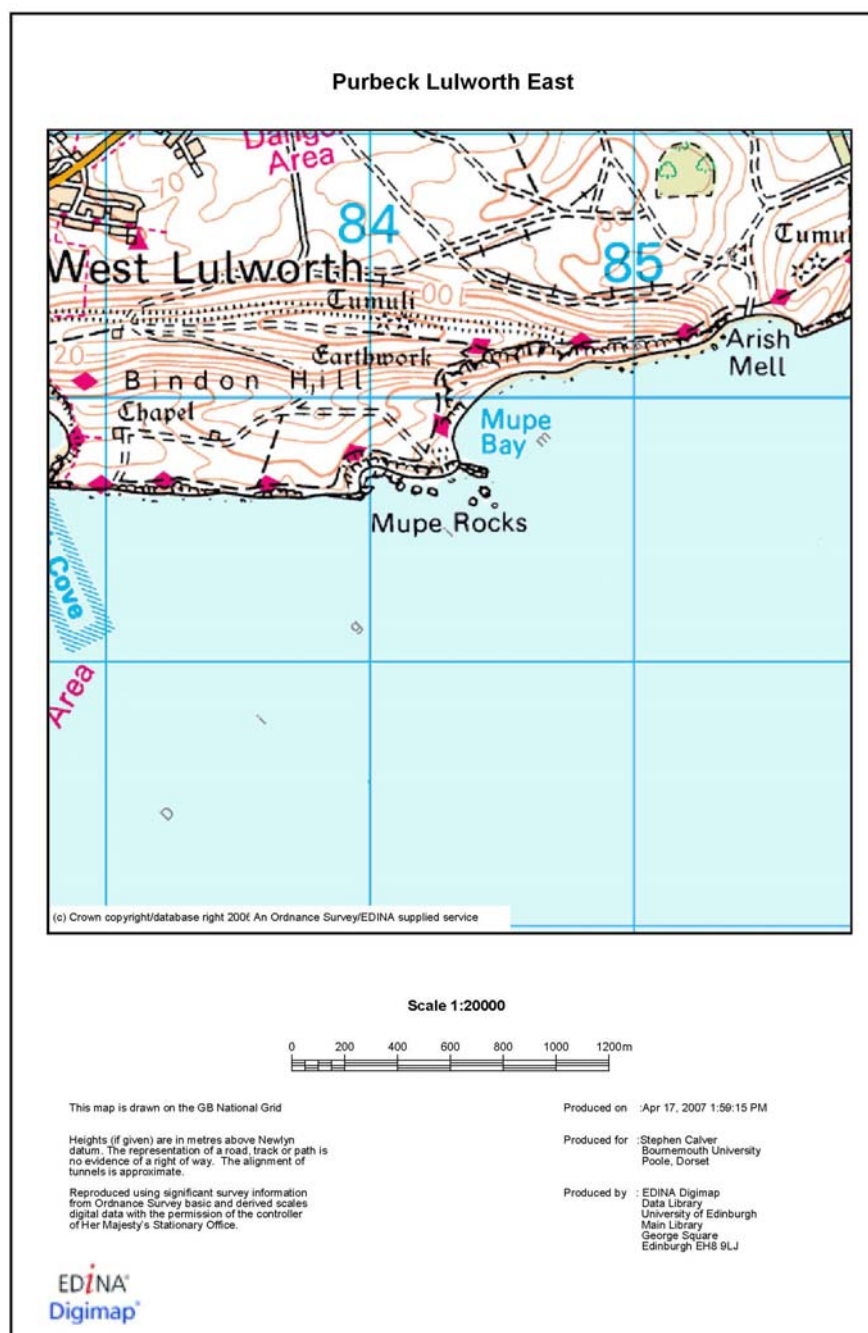 Purbeck Lulworth East
Danger
Area
70
84
85
West Lulworth
Tumuli
100
Tumuli
Arish
Mell
Earthwork
20
Bindon Hill
Chapel
Mupe
Bay
m
Mupe Rocks
i
g
Cove
Area
i
D
(c) Crown copyright/database right 2006 An Ordnance Survey/EDINA supplied service
Scale 1:20000
0 200 400 600 800 1000 1200m
This map is drawn on the GB National Grid
Heights (if given) are in metres above Newlyn
datum. The representation of a road, track or path is
no evidence of a right of way. The alignment of
tunnels is approximate.
Reproduced using significant survey information
from Ordnance Survey basic and derived scales
digital data with the permission of the controller
of Her Majesty's Stationary Office.
Produced on :Apr 17, 2007 1:59:15 PM
Produced for :Stephen Calver
Bournemouth University
Poole, Dorset
Produced by : EDINA Digimap
Data Library
University of Edinburgh
Main Library
George Square
Edinburgh EH8 9LJ
EDINA®
Digimap®